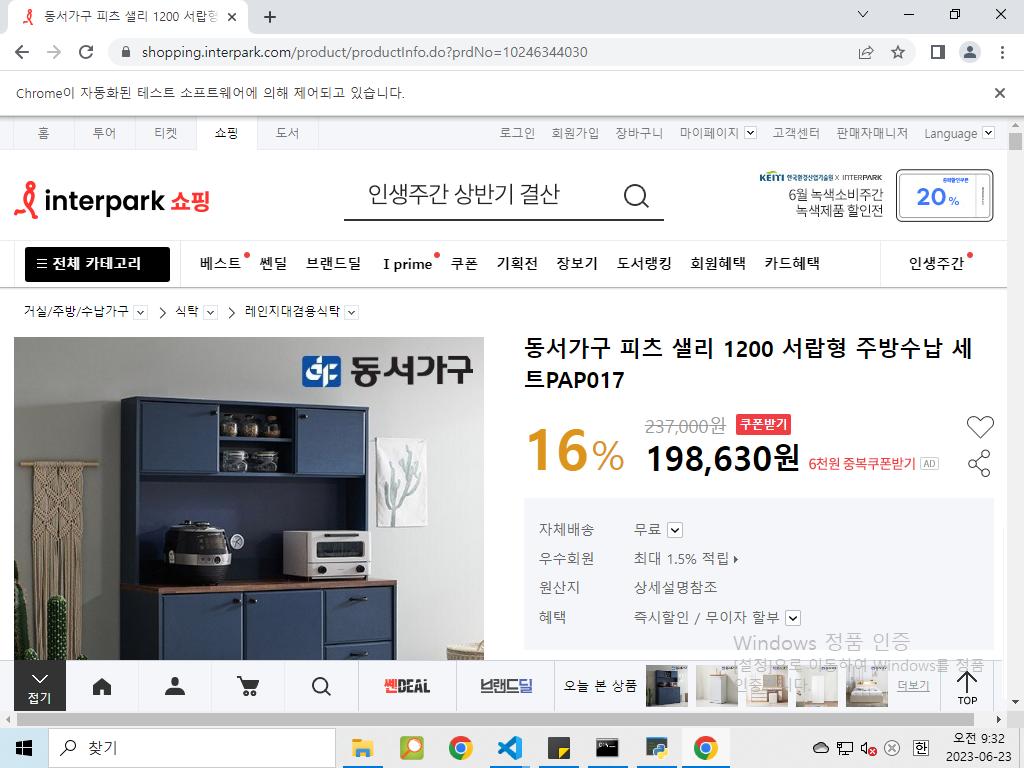 동서가구 피츠 샐리 1200 서랍형
shopping.interpark.com/product/productInfo.do?prdNo=10246344030
Chrome이 자동화된 테스트 소프트웨어에 의해 제어되고 있습니다.
홈 투어 티켓 쇼핑 도서 로그인 회원가입 장바구니 마이페이지 고객센터 판매자매니저 Language
interpark 쇼핑
인생주간 상반기 결산
KEITI 한국환경산업기술원 X INTERPARK
6월 녹색소비주간
녹색제품 할인전
중복할인쿠폰
20%
전체 카테고리 베스트 쎈딜 브랜드딜 I prime 쿠폰 기획전 장보기 도서랭킹 회원혜택 카드혜택 인생주간
거실/주방/수납가구 식탁 레인지대겸용식탁
동서가구
동서가구 피츠 샐리 1200 서랍형 주방수납 세
트PAP017
16% 237,000원 쿠폰받기
198,630원 6천원 중복쿠폰받기 AD
자체배송 무료
우수회원 최대 1.5% 적립
원산지 상세설명참조
혜택 즉시할인 / 무이자 할부
Windows 정품 인증
[설정]으로 이동하여 Windows를 정품
인증합니다.
접기 쎈DEAL 브랜드딜 오늘 본 상품 더보기 TOP
찾기
한
오전 9:32
2023-06-23